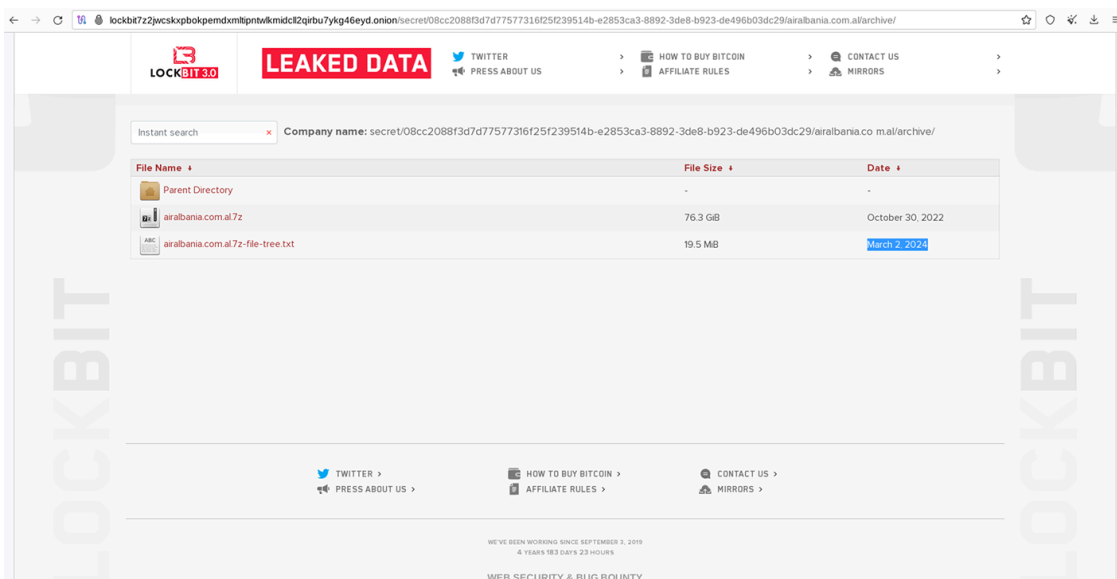 lockbit7z2jwcskxpbokpemdxmltipntwlkmidcll2qirbu7ykg46eyd.onion/secret/08cc2088f3d7d77577316f25f239514b-e2853ca3-8892-3de8-b923-de496b03dc29/airalbania.com.al/archive/
LOCKBIT 3.0
LEAKED DATA
TWITTER >
PRESS ABOUT US >
HOW TO BUY BITCOIN >
AFFILIATE RULES >
CONTACT US >
MIRRORS >
Instant search ×
Company name: secret/08cc2088f3d7d77577316f25f239514b-e2853ca3-8892-3de8-b923-de496b03dc29/airalbania.co m.al/archive/
File Name ↓ File Size ↓ Date ↓
Parent Directory - -
airalbania.com.al.7z 76.3 GiB October 30, 2022
ABC airalbania.com.al.7z-file-tree.txt 19.5 MiB March 2, 2024
LOCKBIT
LOCKBIT
TWITTER > HOW TO BUY BITCOIN > CONTACT US >
PRESS ABOUT US > AFFILIATE RULES > MIRRORS >
WE'VE BEEN WORKING SINCE SEPTEMBER 3, 2019
4 YEARS 183 DAYS 23 HOURS
WEB SECURITY & BUG BOUNTY